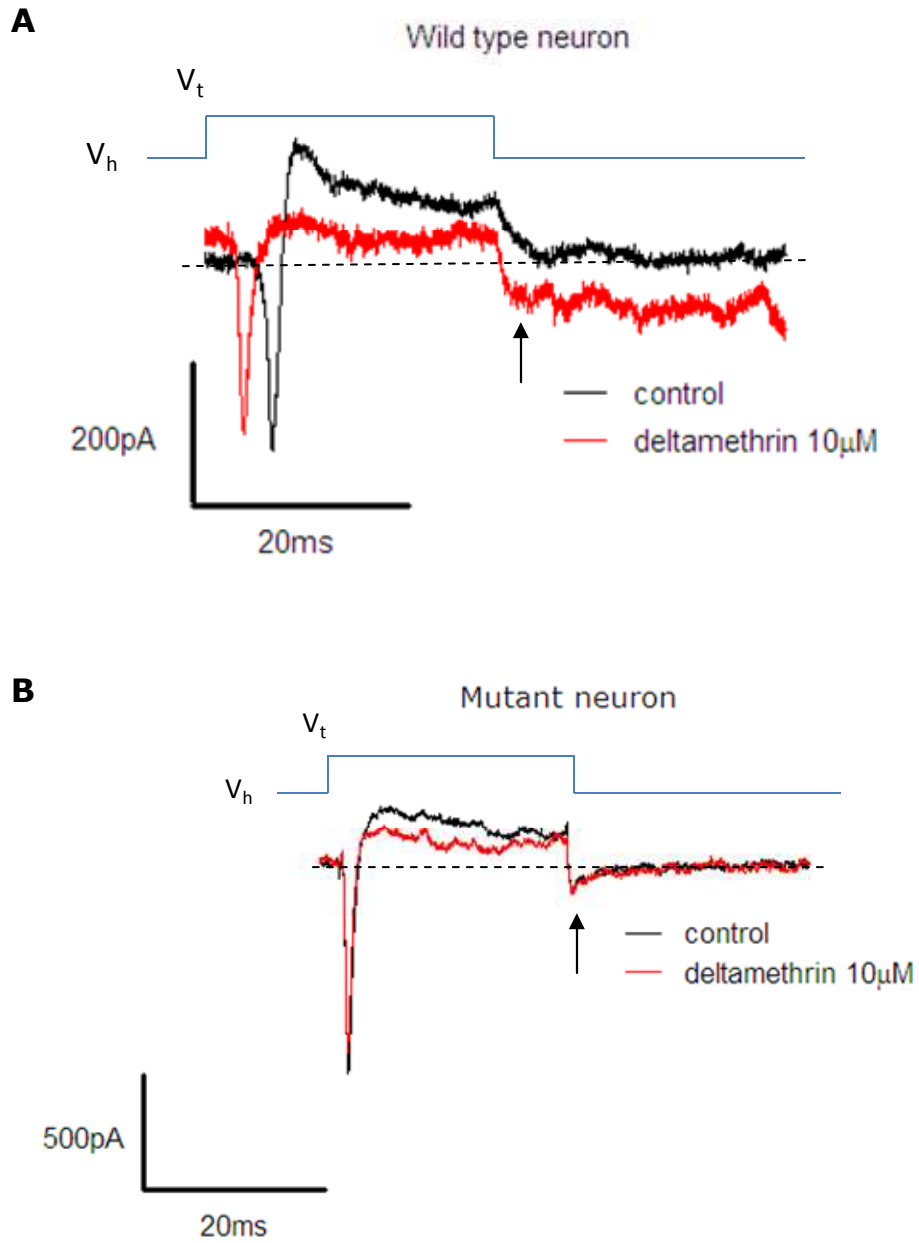 A
Wild type neuron
Vt
Vh
control
deltamethrin 10μM
200pA
20ms
B
Mutant neuron
Vt
Vh
control
deltamethrin 10μM
500pA
20ms